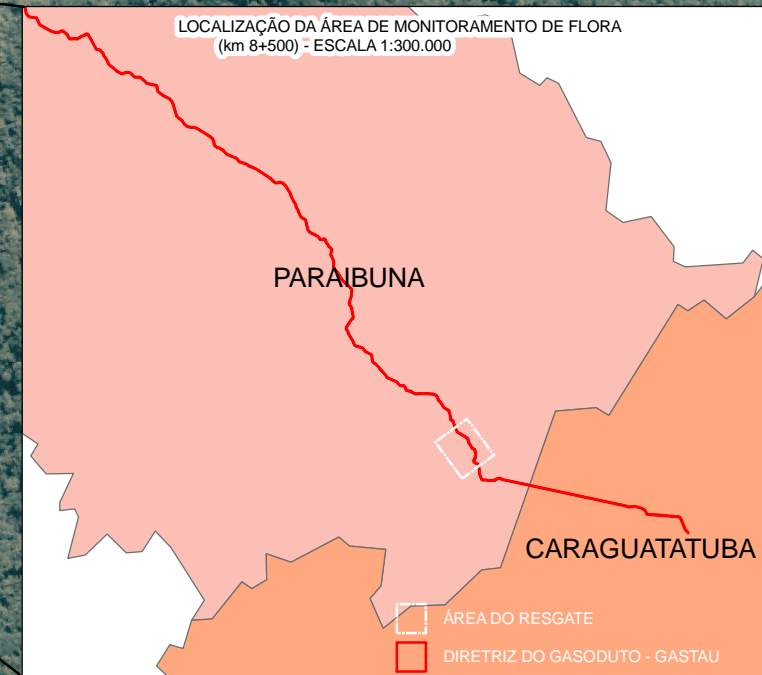 LOCALIZAÇÃO DA ÁREA DE MONITORAMENTO DE FLORA
(km 8+500) - ESCALA 1:300.000
PARAIBUNA
CARAGUATATUBA
ÁREA DO RESGATE
DIRETRIZ DO GASODUTO - GASTAU